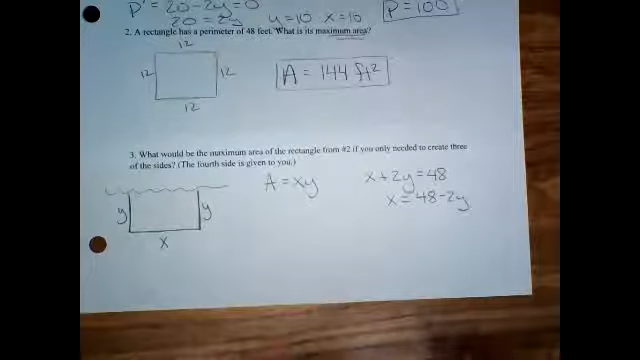 P' = 20 - 2y = 0
P = 100
20 = 2y y = 10 x = 10
2. A rectangle has a perimeter of 48 feet. What is its maximum area?
12
12 12
A = 144 ft²
12
3. What would be the maximum area of the rectangle from #2 if you only needed to create three
of the sides? (The fourth side is given to you.)
A = xy x + 2y = 48
x = 48 - 2y
y y
x